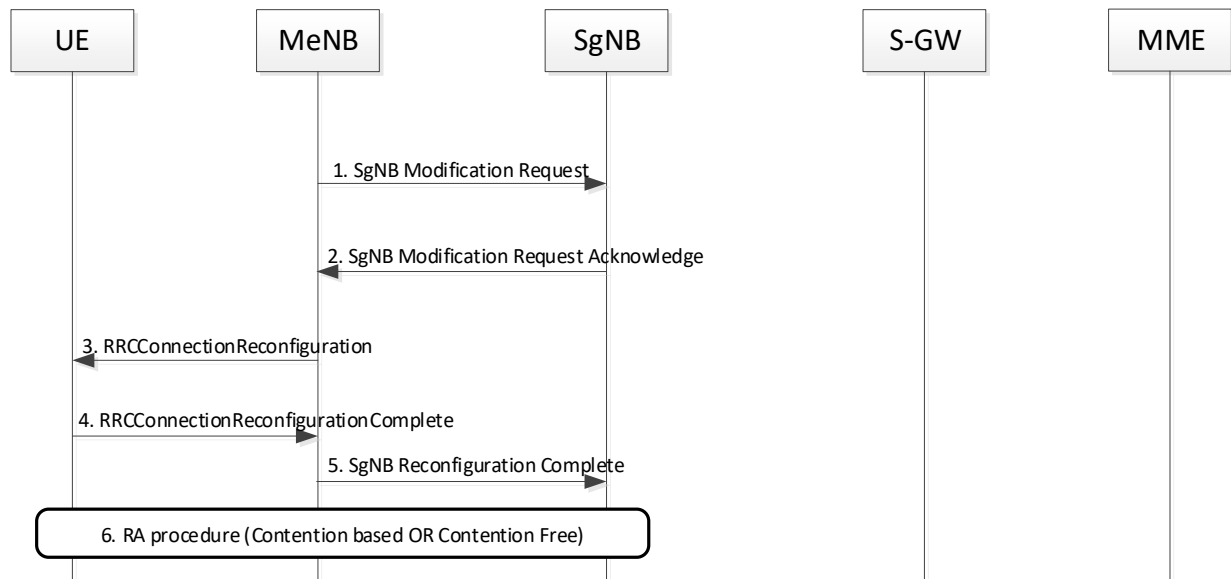 UE
MeNB
SgNB
S-GW
MME
1. SgNB Modification Request
2. SgNB Modification Request Acknowledge
3. RRCConnectionReconfiguration
4. RRCConnectionReconfigurationComplete
5. SgNB Reconfiguration Complete
6. RA procedure (Contention based OR Contention Free)